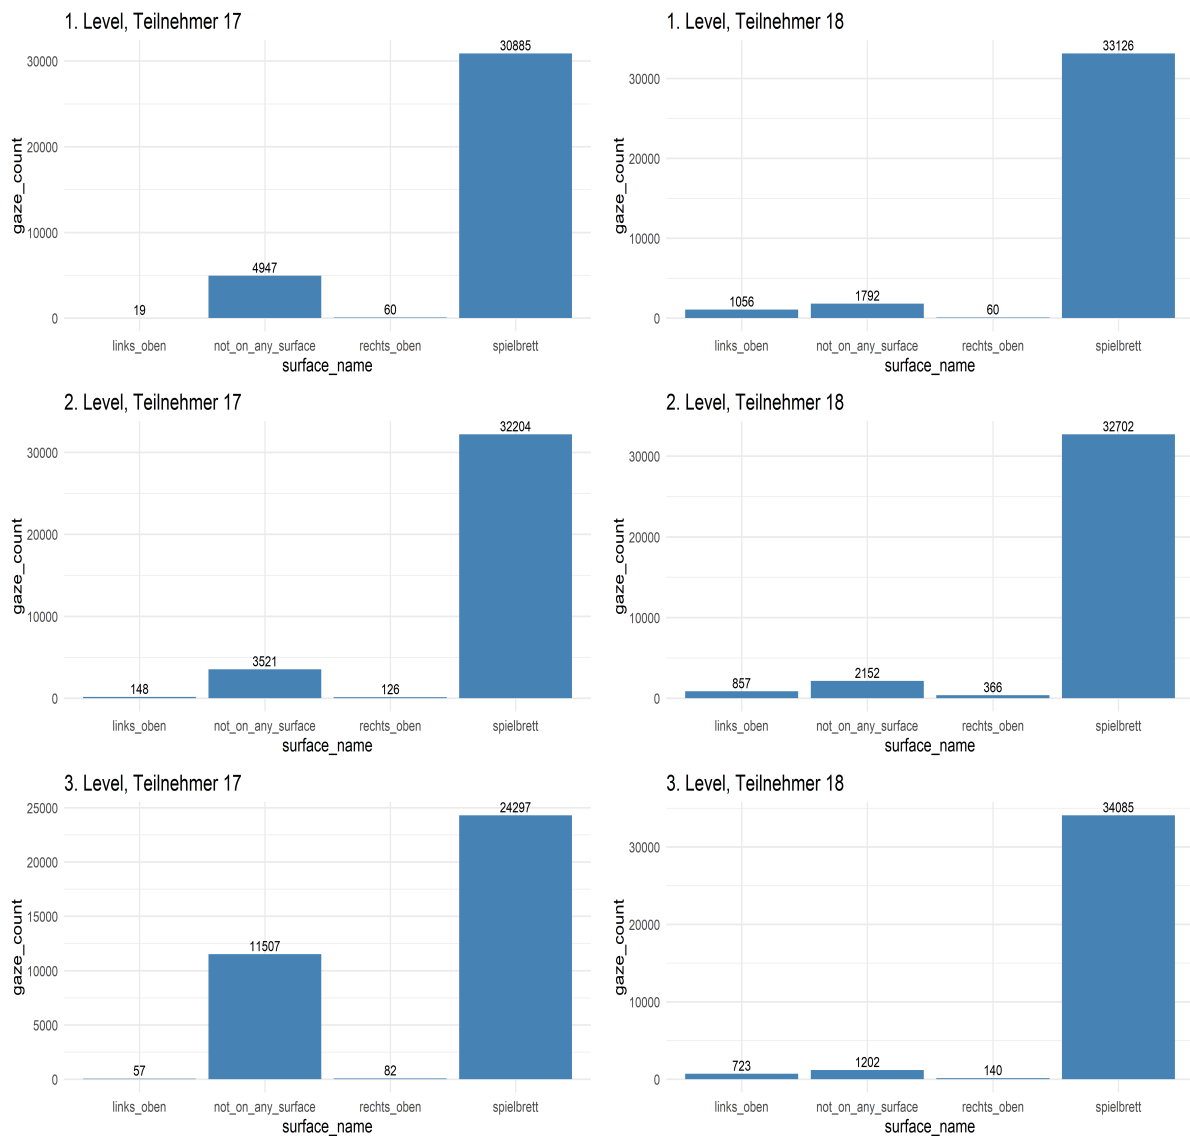 1. Level, Teilnehmer 17
30885
30000
20000
gaze_count
10000
4947
19
60
0
links_oben not_on_any_surface rechts_oben spielbrett
surface_name
1. Level, Teilnehmer 18
33126
30000
20000
gaze_count
10000
1056
1792
60
0
links_oben not_on_any_surface rechts_oben spielbrett
surface_name
2. Level, Teilnehmer 17
32204
30000
20000
gaze_count
10000
3521
148
126
0
links_oben not_on_any_surface rechts_oben spielbrett
surface_name
2. Level, Teilnehmer 18
32702
30000
20000
gaze_count
10000
857
2152
366
0
links_oben not_on_any_surface rechts_oben spielbrett
surface_name
3. Level, Teilnehmer 17
25000
24297
20000
15000
gaze_count
11507
10000
5000
57
82
0
links_oben not_on_any_surface rechts_oben spielbrett
surface_name
3. Level, Teilnehmer 18
34085
30000
20000
gaze_count
10000
723
1202
140
0
links_oben not_on_any_surface rechts_oben spielbrett
surface_name